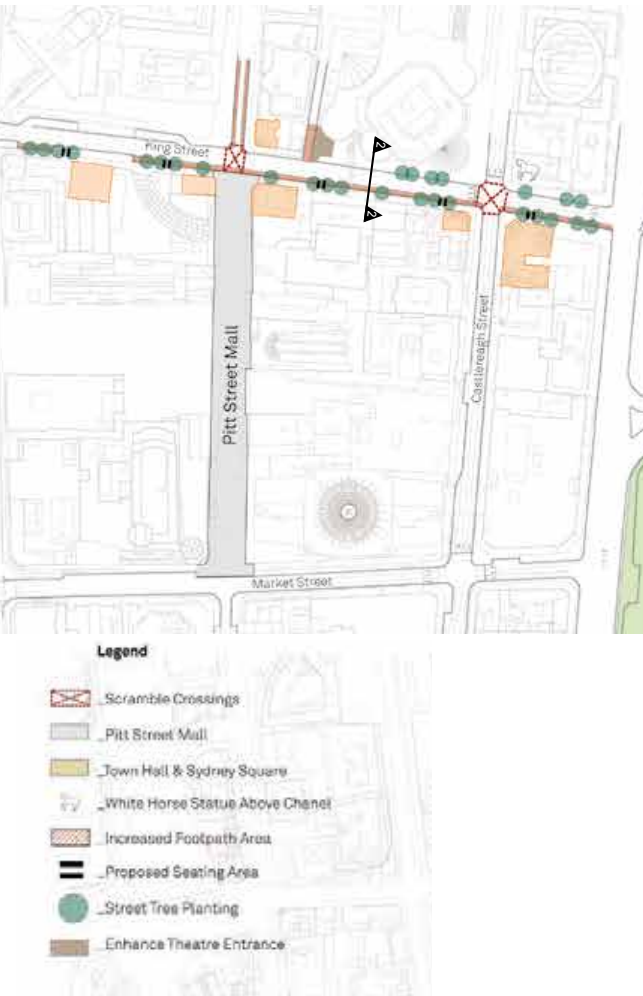 King Street
2
2
Pitt Street Mall
Castlereagh Street
Market Street
Legend
_Scramble Crossings
_Pitt Street Mall
_Town Hall & Sydney Square
_White Horse Statue Above Chanel
_Increased Footpath Area
_Proposed Seating Area
_Street Tree Planting
_Enhance Theatre Entrance